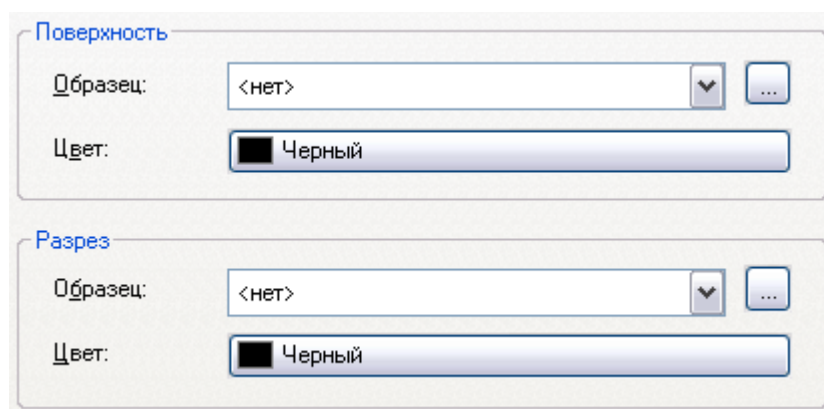 Поверхность
Образец: <нет> ...
Цвет: Черный
Разрез
Образец: <нет> ...
Цвет: Черный